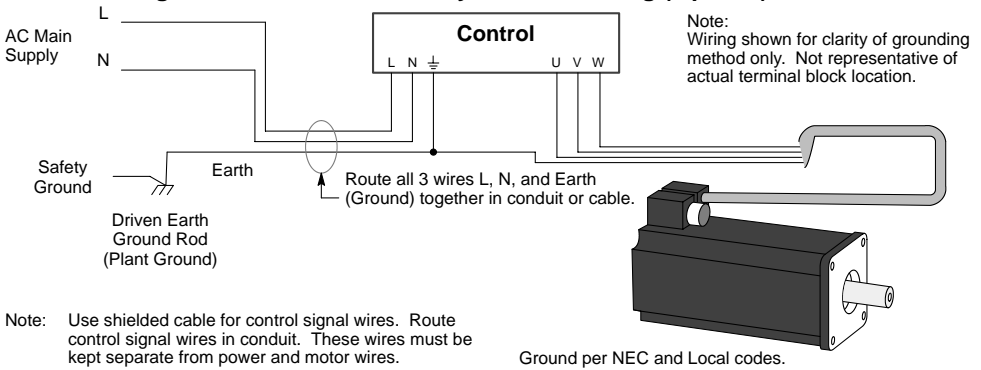 L
AC Main
Supply
N
Control
L N U V W
Note:
Wiring shown for clarity of grounding
method only. Not representative of
actual terminal block location.
Safety
Ground
Earth
Route all 3 wires L, N, and Earth
(Ground) together in conduit or cable.
Driven Earth
Ground Rod
(Plant Ground)
Note: Use shielded cable for control signal wires. Route
control signal wires in conduit. These wires must be
kept separate from power and motor wires.
Ground per NEC and Local codes.